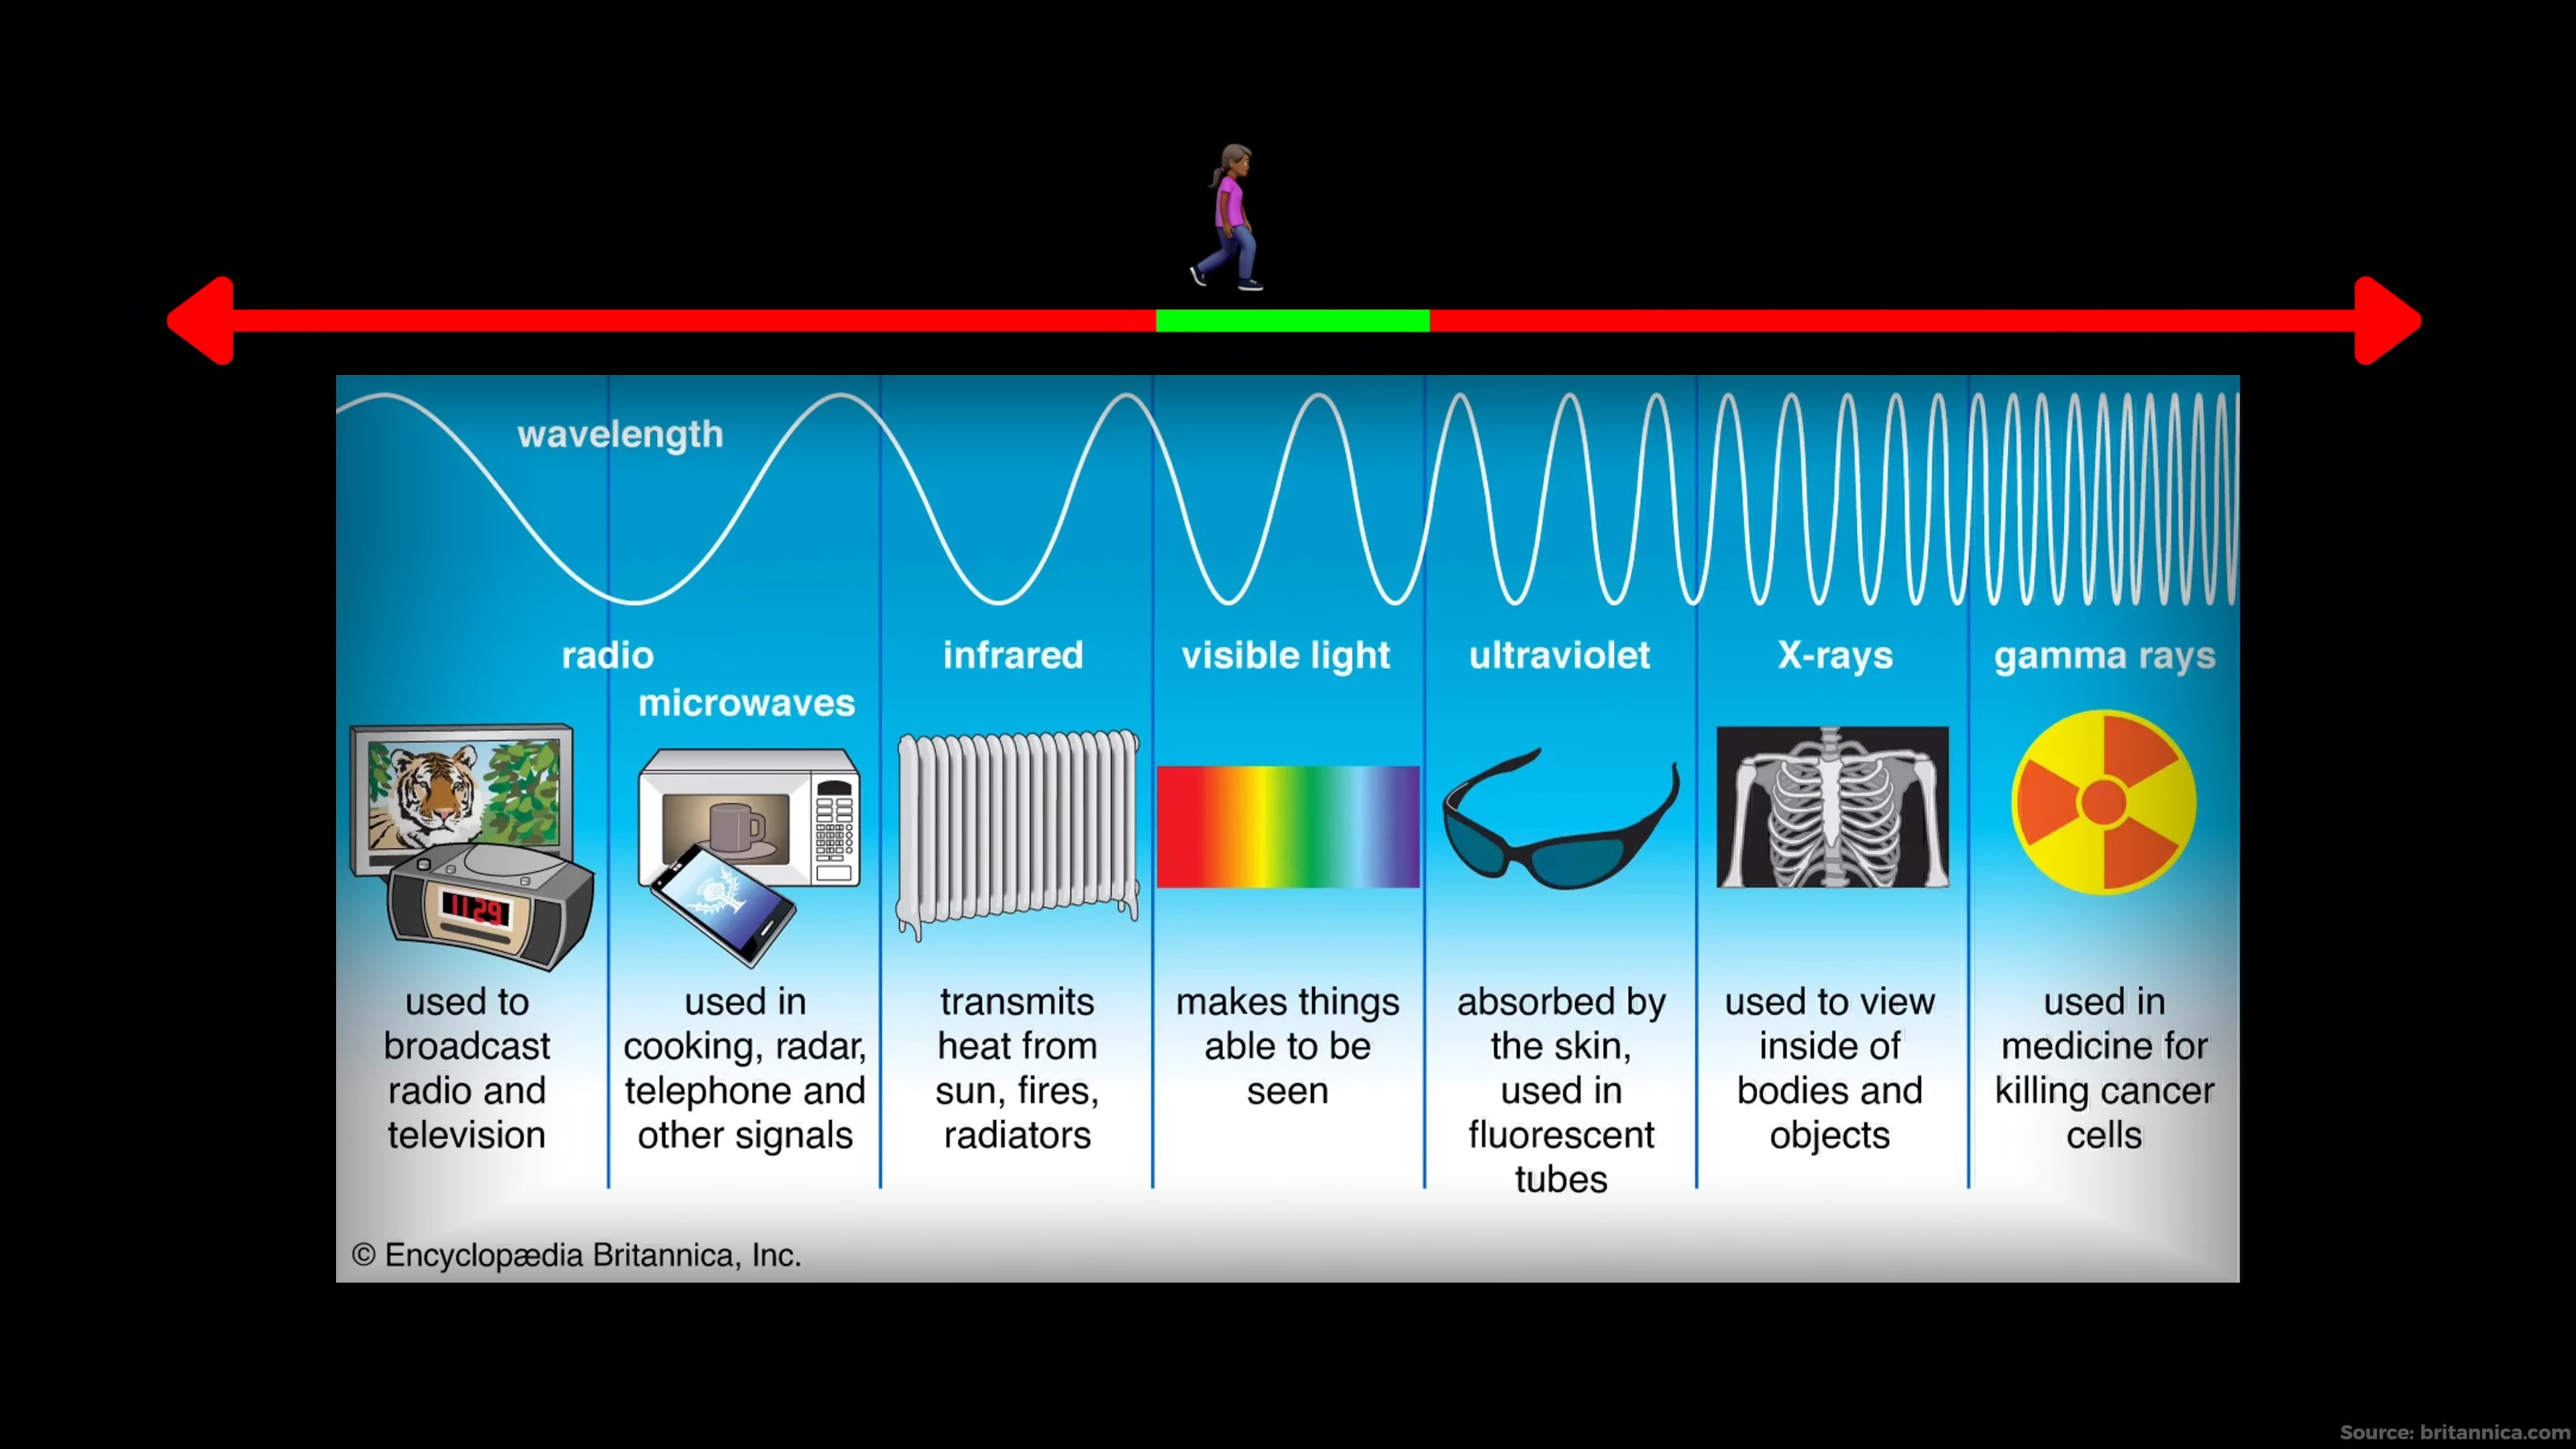 wavelength
radio
microwaves
infrared
visible light
ultraviolet
X-rays
gamma rays
11:29
used to
broadcast
radio and
television
used in
cooking, radar,
telephone and
other signals
transmits
heat from
sun, fires,
radiators
makes things
able to be
seen
absorbed by
the skin,
used in
fluorescent
tubes
used to view
inside of
bodies and
objects
used in
medicine for
killing cancer
cells
© Encyclopædia Britannica, Inc.
Source: britannica.com